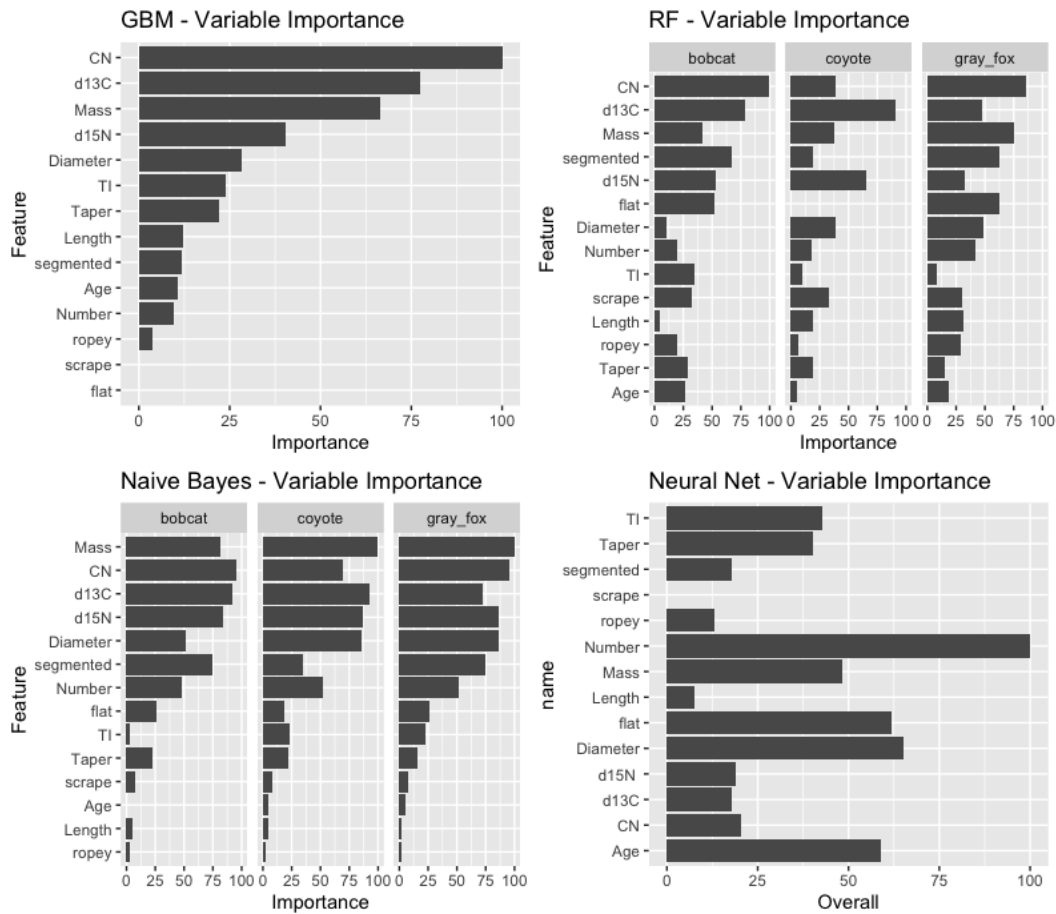 GBM - Variable Importance
CN
d13C
Mass
d15N
Diameter
TI
Taper
Length
segmented
Age
Number
ropey
scrape
flat
Feature
0 25 50 75 100
Importance
RF - Variable Importance
bobcat coyote gray_fox
CN
d13C
Mass
segmented
d15N
flat
Diameter
Number
TI
scrape
Length
ropey
Taper
Age
Feature
0 25 50 75 100 0 25 50 75 100 0 25 50 75 100
Importance
Naive Bayes - Variable Importance
bobcat coyote gray_fox
Mass
CN
d13C
d15N
Diameter
segmented
Number
flat
TI
Taper
scrape
Age
Length
ropey
Feature
0 25 50 75 100 0 25 50 75 100 0 25 50 75 100
Importance
Neural Net - Variable Importance
TI
Taper
segmented
scrape
ropey
Number
Mass
Length
flat
Diameter
d15N
d13C
CN
Age
name
0 25 50 75 100
Overall